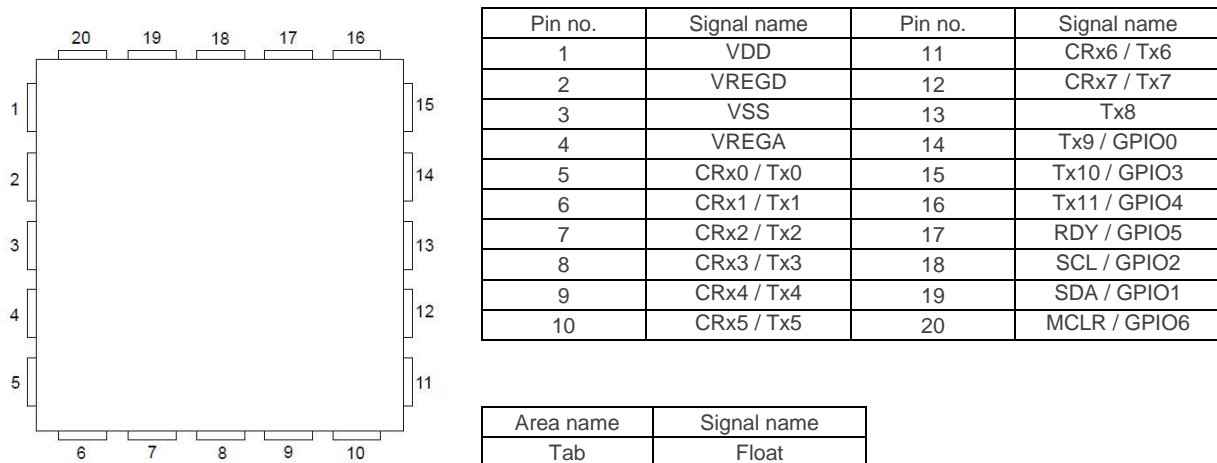 20 19 18 17 16
1 2 3 4 5
15 14 13 12 11
6 7 8 9 10
Pin no. Signal name Pin no. Signal name
1 VDD 11 CRx6 / Tx6
2 VREGD 12 CRx7 / Tx7
3 VSS 13 Tx8
4 VREGA 14 Tx9 / GPIO0
5 CRx0 / Tx0 15 Tx10 / GPIO3
6 CRx1 / Tx1 16 Tx11 / GPIO4
7 CRx2 / Tx2 17 RDY / GPIO5
8 CRx3 / Tx3 18 SCL / GPIO2
9 CRx4 / Tx4 19 SDA / GPIO1
10 CRx5 / Tx5 20 MCLR / GPIO6
Area name Signal name
Tab Float